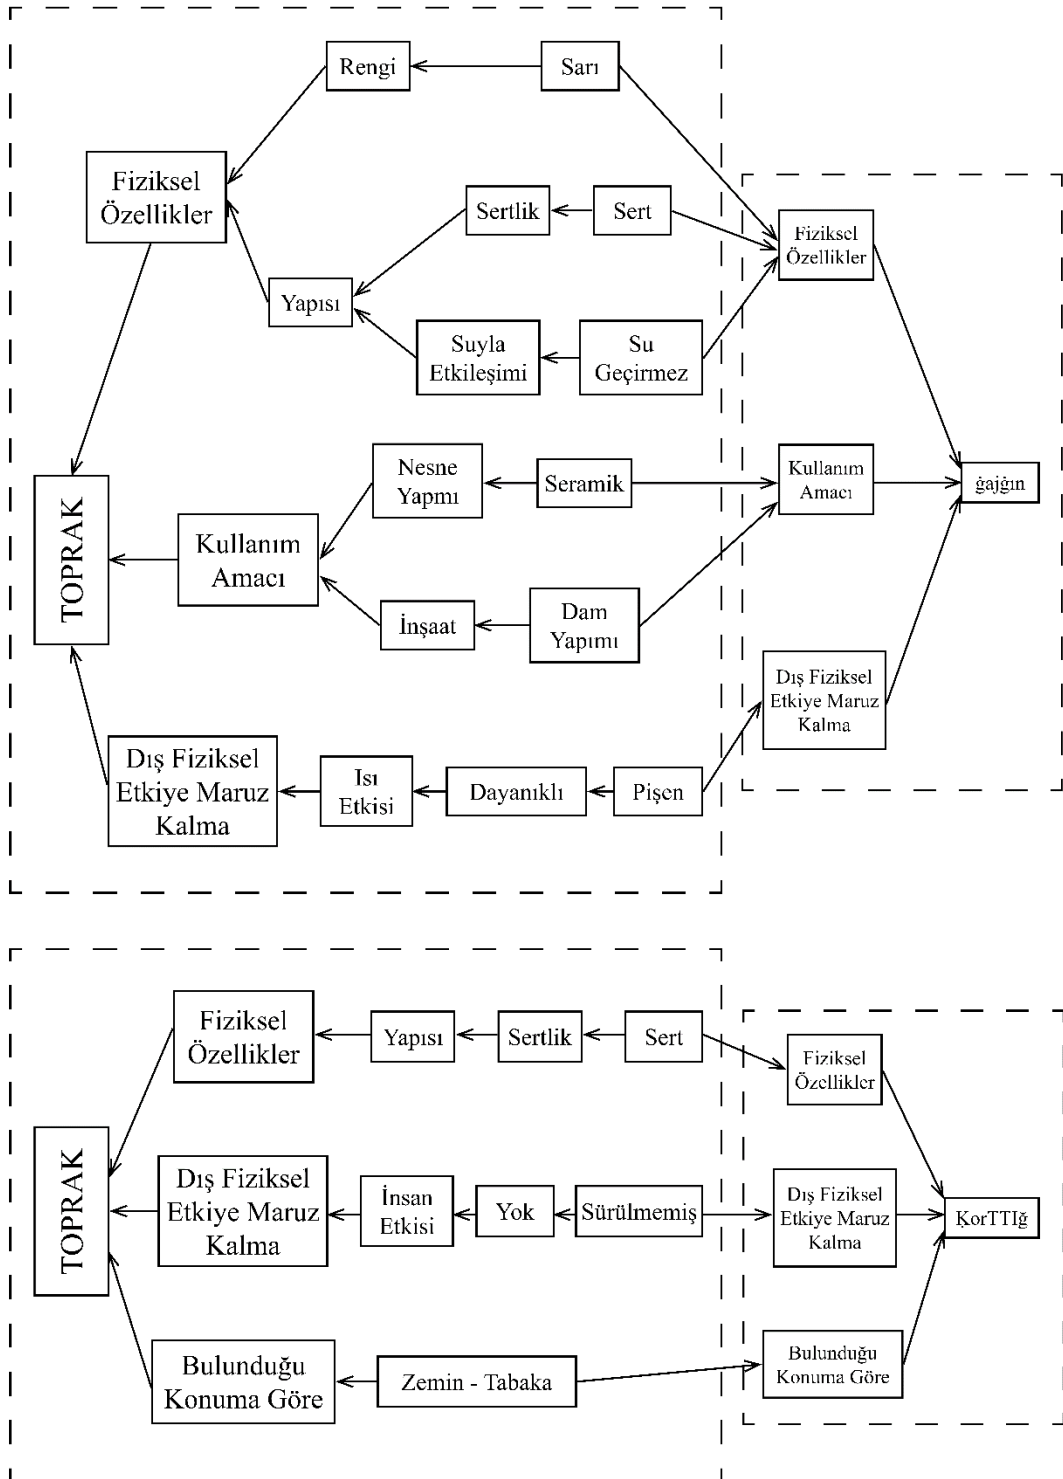 Rengi
Sarı
Fiziksel
Özellikler
Sertlik
Sert
Fiziksel
Özellikler
Yapısı
Suyla
Etkileşimi
Su
Geçirmez
Nesne
Yapmı
Seramik
Kullanım
Amacı
ġajġın
TOPRAK
Kullanım
Amacı
İnşaat
Dam
Yapımı
Dış Fiziksel
Etkiye Maruz
Kalma
Dış Fiziksel
Etkiye Maruz
Kalma
Isı
Etkisi
Dayanıklı
Pişen
Fiziksel
Özellikler
Yapısı
Sertlik
Sert
Fiziksel
Özellikler
TOPRAK
Dış Fiziksel
Etkiye Maruz
Kalma
İnsan
Etkisi
Yok
Sürülmemiş
Dış Fiziksel
Etkiye Maruz
Kalma
ḲorTTIğ
Bulunduğu
Konuma Göre
Zemin - Tabaka
Bulunduğu
Konuma Göre